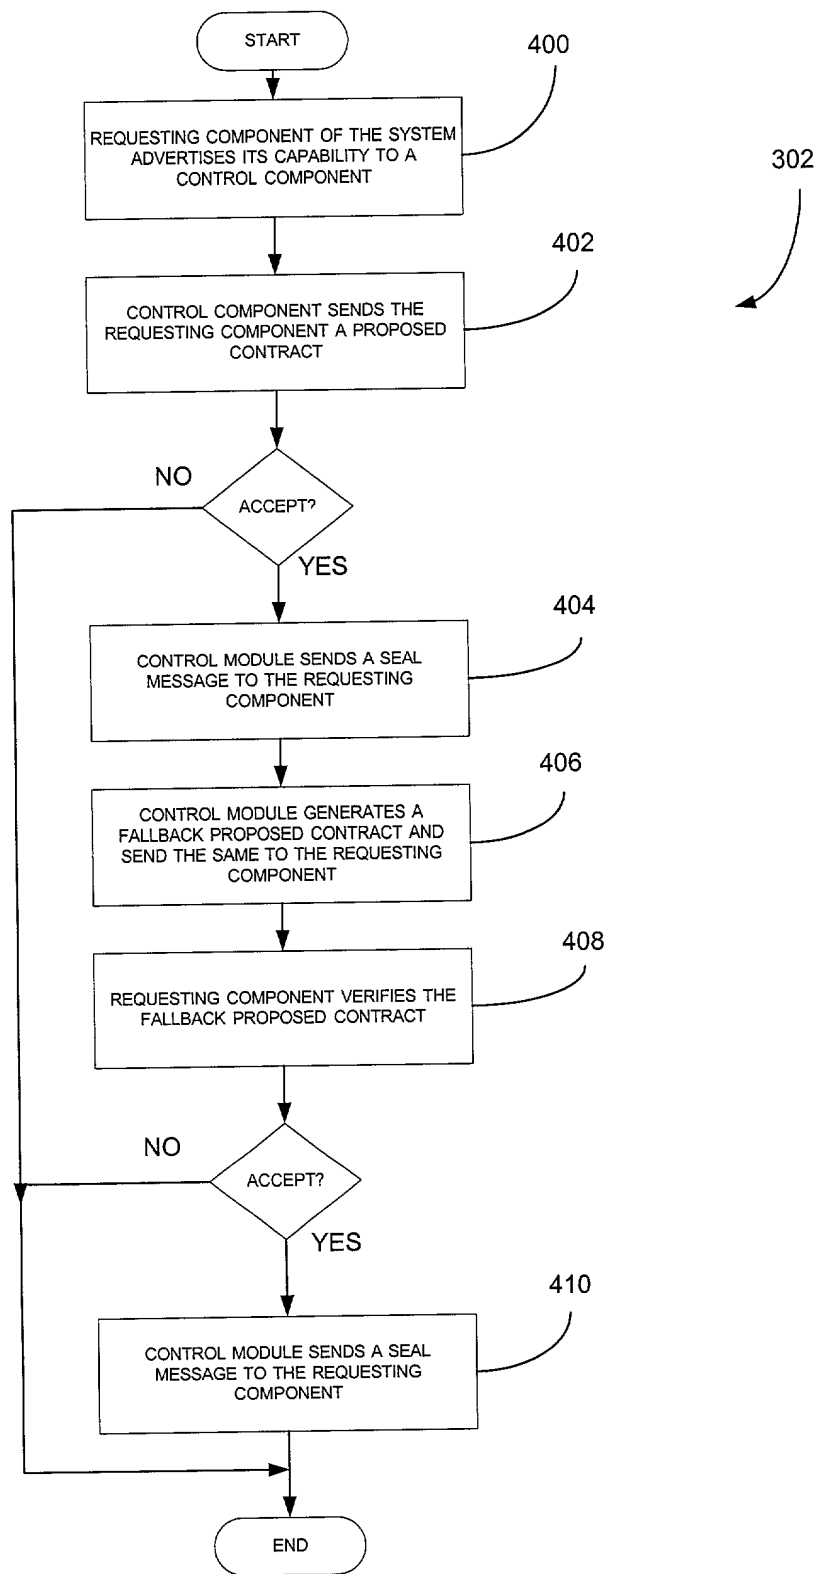 START
400
REQUESTING COMPONENT OF THE SYSTEM
ADVERTISES ITS CAPABILITY TO A
CONTROL COMPONENT
302
402
CONTROL COMPONENT SENDS THE
REQUESTING COMPONENT A PROPOSED
CONTRACT
NO
ACCEPT?
YES
404
CONTROL MODULE SENDS A SEAL
MESSAGE TO THE REQUESTING
COMPONENT
406
CONTROL MODULE GENERATES A
FALLBACK PROPOSED CONTRACT AND
SEND THE SAME TO THE REQUESTING
COMPONENT
408
REQUESTING COMPONENT VERIFIES THE
FALLBACK PROPOSED CONTRACT
NO
ACCEPT?
YES
410
CONTROL MODULE SENDS A SEAL
MESSAGE TO THE REQUESTING
COMPONENT
END